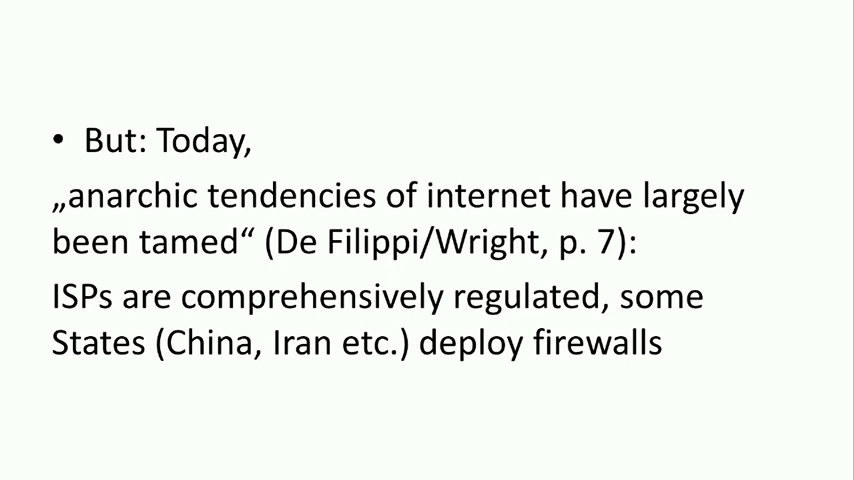 • But: Today,
„anarchic tendencies of internet have largely
been tamed“ (De Filippi/Wright, p. 7):
ISPs are comprehensively regulated, some
States (China, Iran etc.) deploy firewalls